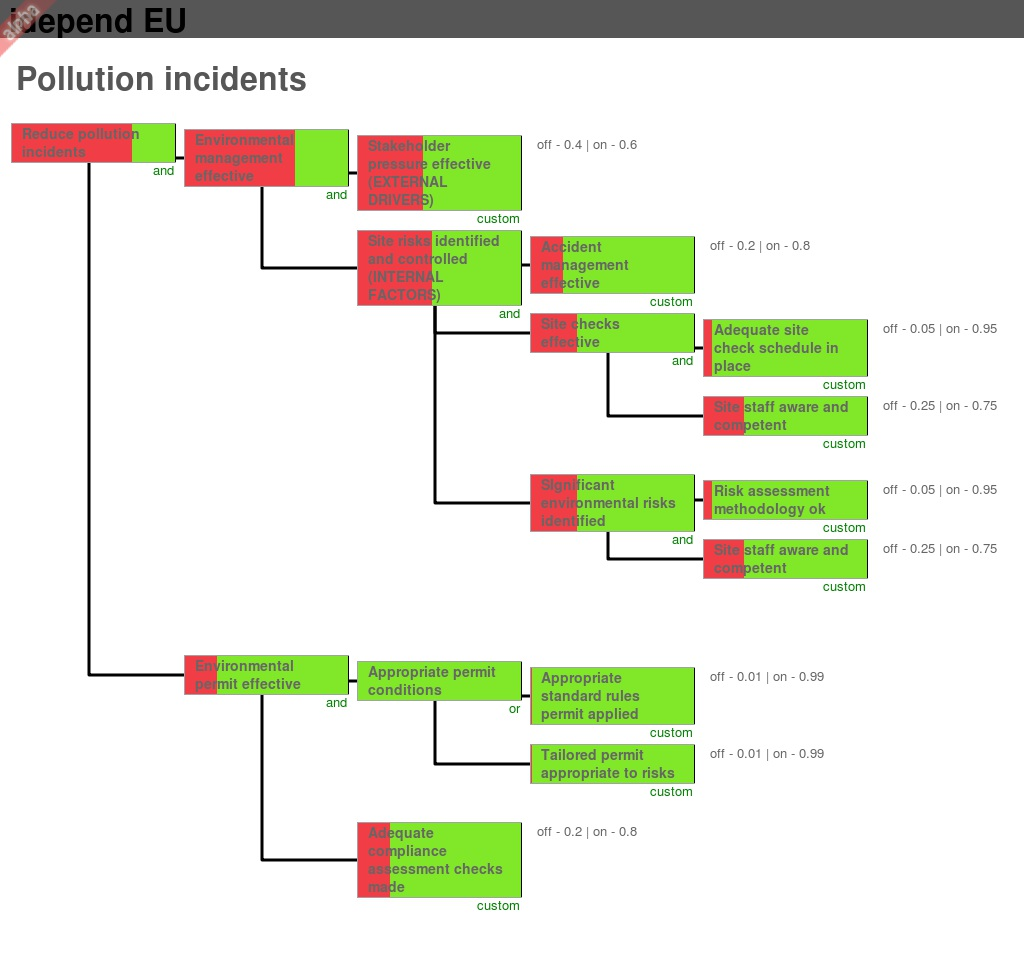 alpha
idepend EU
Pollution incidents
Reduce pollution
incidents
and
Environmental
management
effective
and
Stakeholder
pressure effective
(EXTERNAL
DRIVERS)
custom
off - 0.4 | on - 0.6
Site risks identified
and controlled
(INTERNAL
FACTORS)
and
Accident
management
effective
custom
off - 0.2 | on - 0.8
Site checks
effective
and
Adequate site
check schedule in
place
custom
off - 0.05 | on - 0.95
Site staff aware and
competent
custom
off - 0.25 | on - 0.75
SIgnificant
environmental risks
identified
and
Risk assessment
methodology ok
custom
off - 0.05 | on - 0.95
Site staff aware and
competent
custom
off - 0.25 | on - 0.75
Environmental
permit effective
and
Appropriate permit
conditions
or
Appropriate
standard rules
permit applied
custom
off - 0.01 | on - 0.99
Tailored permit
appropriate to risks
custom
off - 0.01 | on - 0.99
Adequate
compliance
assessment checks
made
custom
off - 0.2 | on - 0.8